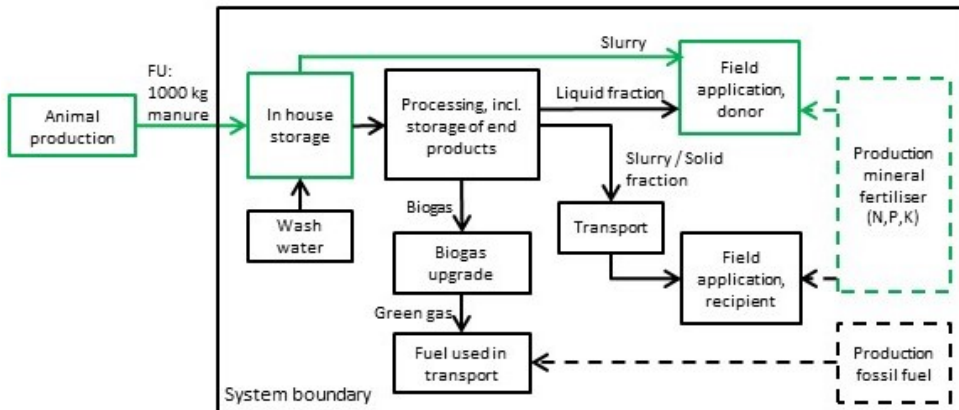 FU:
1000 kg
manure
Animal
production
In house
storage
Wash
water
Slurry
Processing, incl.
storage of end
products
Liquid fraction
Field
application,
donor
Slurry / Solid
fraction
Transport
Field
application,
recipient
Production
mineral
fertiliser
(N,P,K)
Biogas
Biogas
upgrade
Green gas
Fuel used in
transport
Production
fossil fuel
System boundary